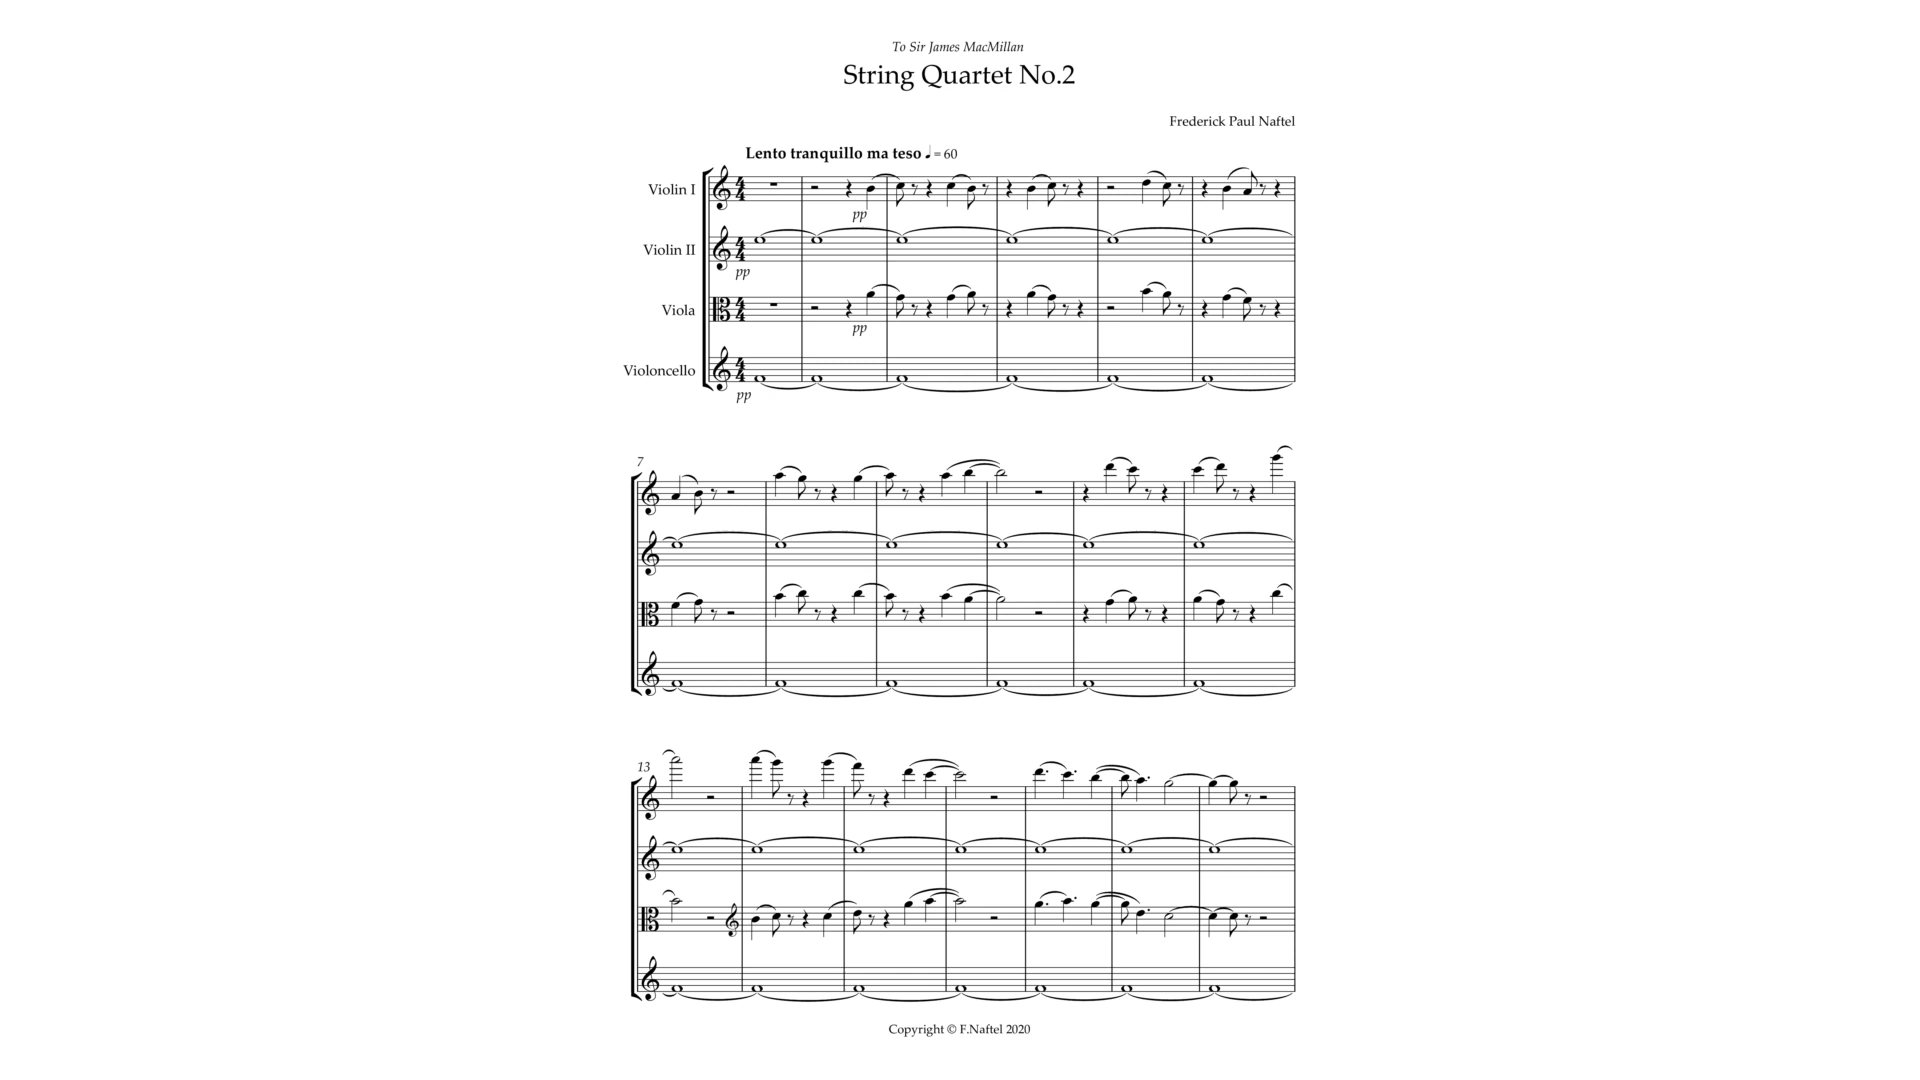 To Sir James MacMillan
String Quartet No.2
Frederick Paul Naftel
Lento tranquillo ma teso ♩ = 60
Violin I
pp
Violin II
pp
Viola
pp
Violoncello
pp
7
13
Copyright © F.Naftel 2020